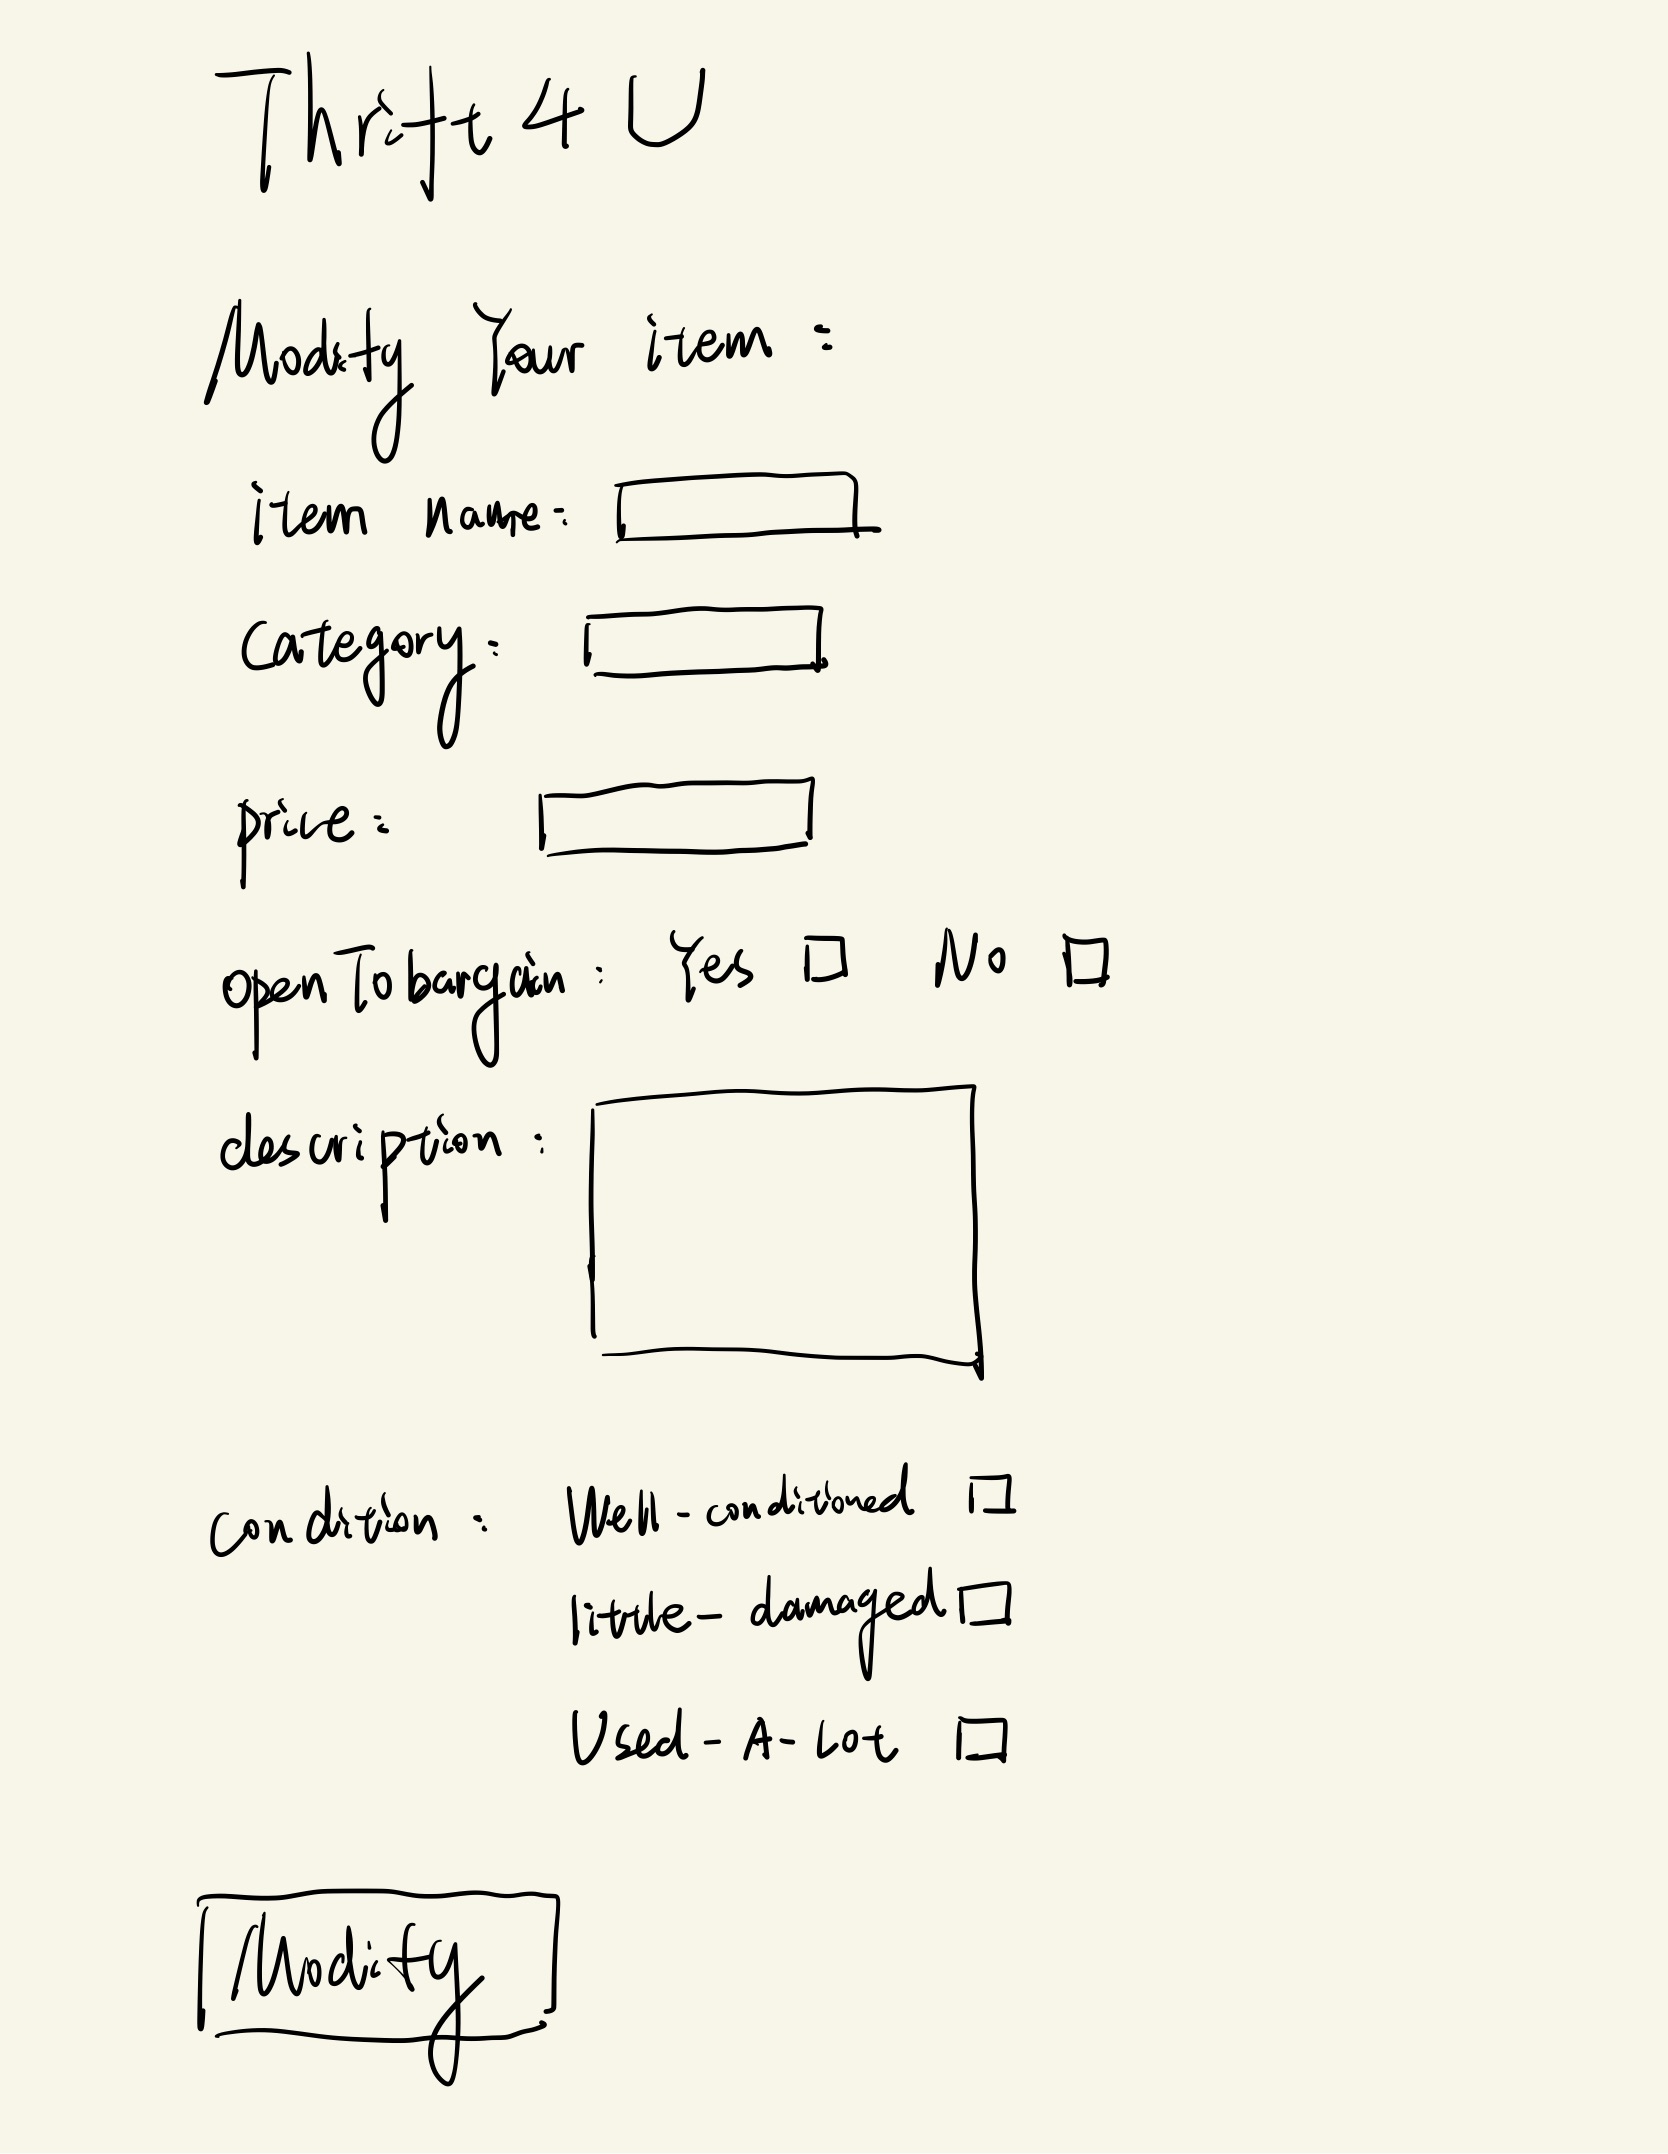 Thrift 4 U
Modify Your item :
item name :
Category :
price :
openTobargain : Yes No
description :
condition : Well-conditioned
little-damaged
Used-A-Lot
Modify